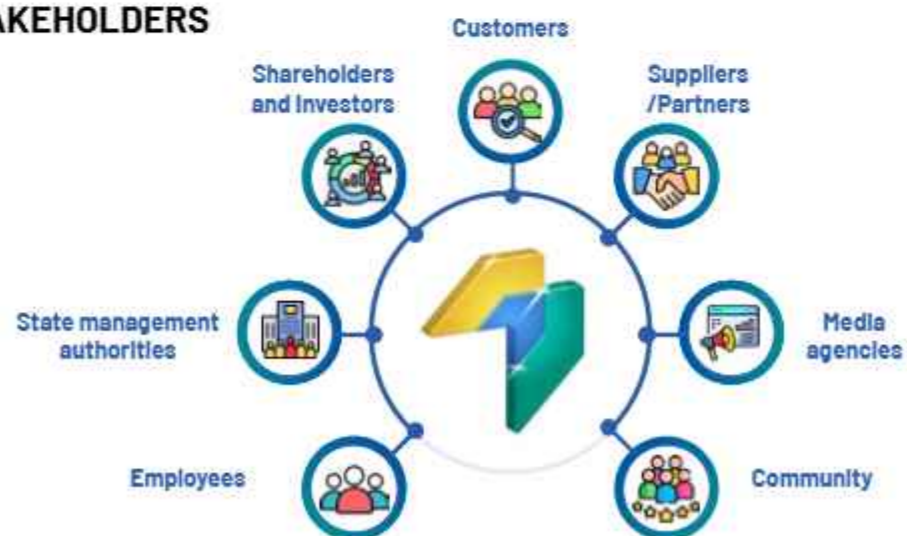 AKEHOLDERS
Customers
Shareholders
and Investors
Suppliers
/Partners
State management
authorities
Media
agencies
Employees
Community